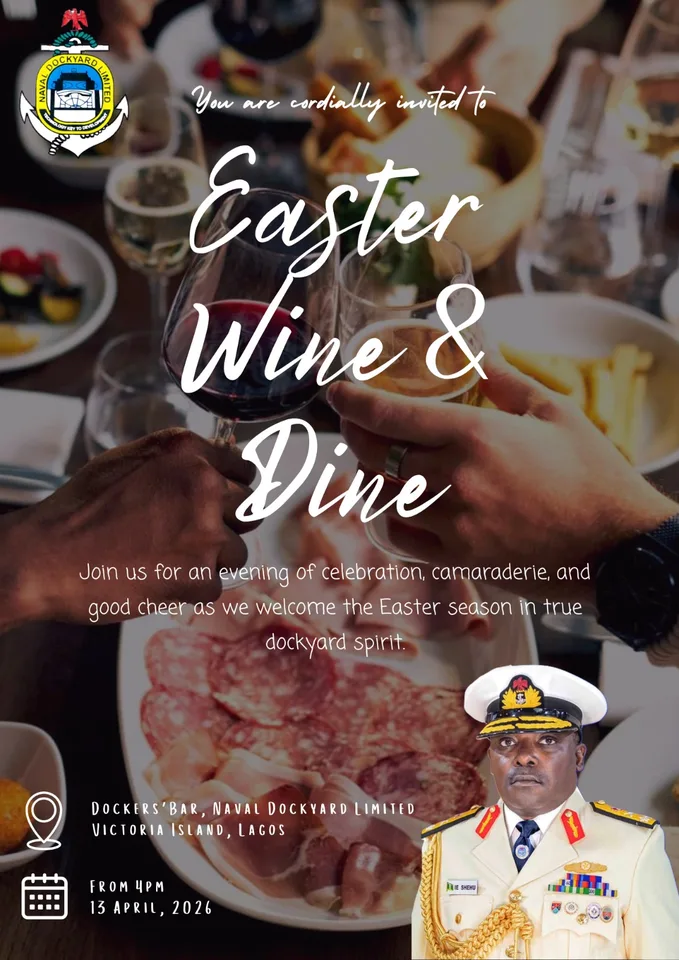 NAVAL DOCKYARD LIMITED
You are cordially invited to
Easter
Wine &
Dine
Join us for an evening of celebration, camaraderie, and
good cheer as we welcome the Easter season in true
dockyard spirit.
Dockers'Bar, Naval Dockyard Limited
Victoria Island, Lagos
From 4pm
13 April, 2026
IE SHEHU